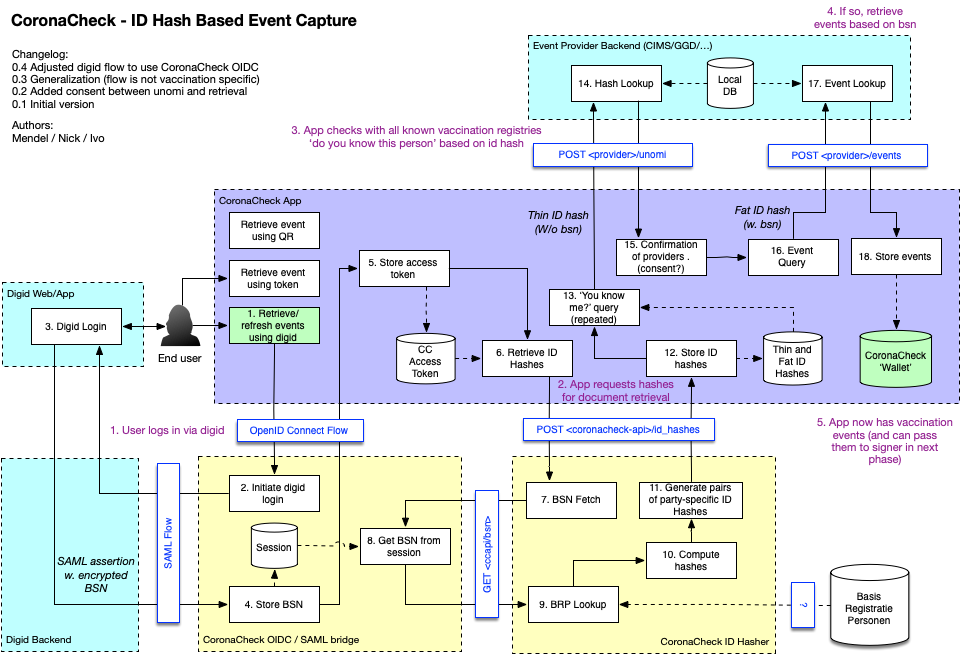 CoronaCheck - ID Hash Based Event Capture
Changelog:
0.4 Adjusted digid flow to use CoronaCheck OIDC
0.3 Generalization (flow is not vaccination specific)
0.2 Added consent between unomi and retrieval
0.1 Initial version
Authors:
Mendel / Nick / Ivo
4. If so, retrieve
events based on bsn
Event Provider Backend (CIMS/GGD/...)
14. Hash Lookup
Local
DB
17. Event Lookup
3. App checks with all known vaccination registries
'do you know this person' based on id hash
POST <provider>/unomi
POST <provider>/events
CoronaCheck App
Retrieve event
using QR
Retrieve event
using token
1. Retrieve/
refresh events
using digid
5. Store access
token
Thin ID hash
(W/o bsn)
Fat ID hash
(w. bsn)
15. Confirmation
of providers .
(consent?)
16. Event
Query
18. Store events
13. 'You know
me?' query
(repeated)
CC
Access
Token
6. Retrieve ID
Hashes
12. Store ID
hashes
Thin and
Fat ID
Hashes
CoronaCheck
'Wallet'
2. App requests hashes
for document retrieval
Digid Web/App
3. Digid Login
End user
1. User logs in via digid
OpenID Connect Flow
POST <coronacheck-api>/id_hashes
5. App now has vaccination
events (and can pass
them to signer in next
phase)
SAML assertion
w. encrypted
BSN
Digid Backend
SAML Flow
2. Initiate digid
login
Session
4. Store BSN
8. Get BSN from
session
CoronaCheck OIDC / SAML bridge
GET <ccapi/bsn>
7. BSN Fetch
11. Generate pairs
of party-specific ID
Hashes
10. Compute
hashes
9. BRP Lookup
CoronaCheck ID Hasher
?
Basis
Registratie
Personen